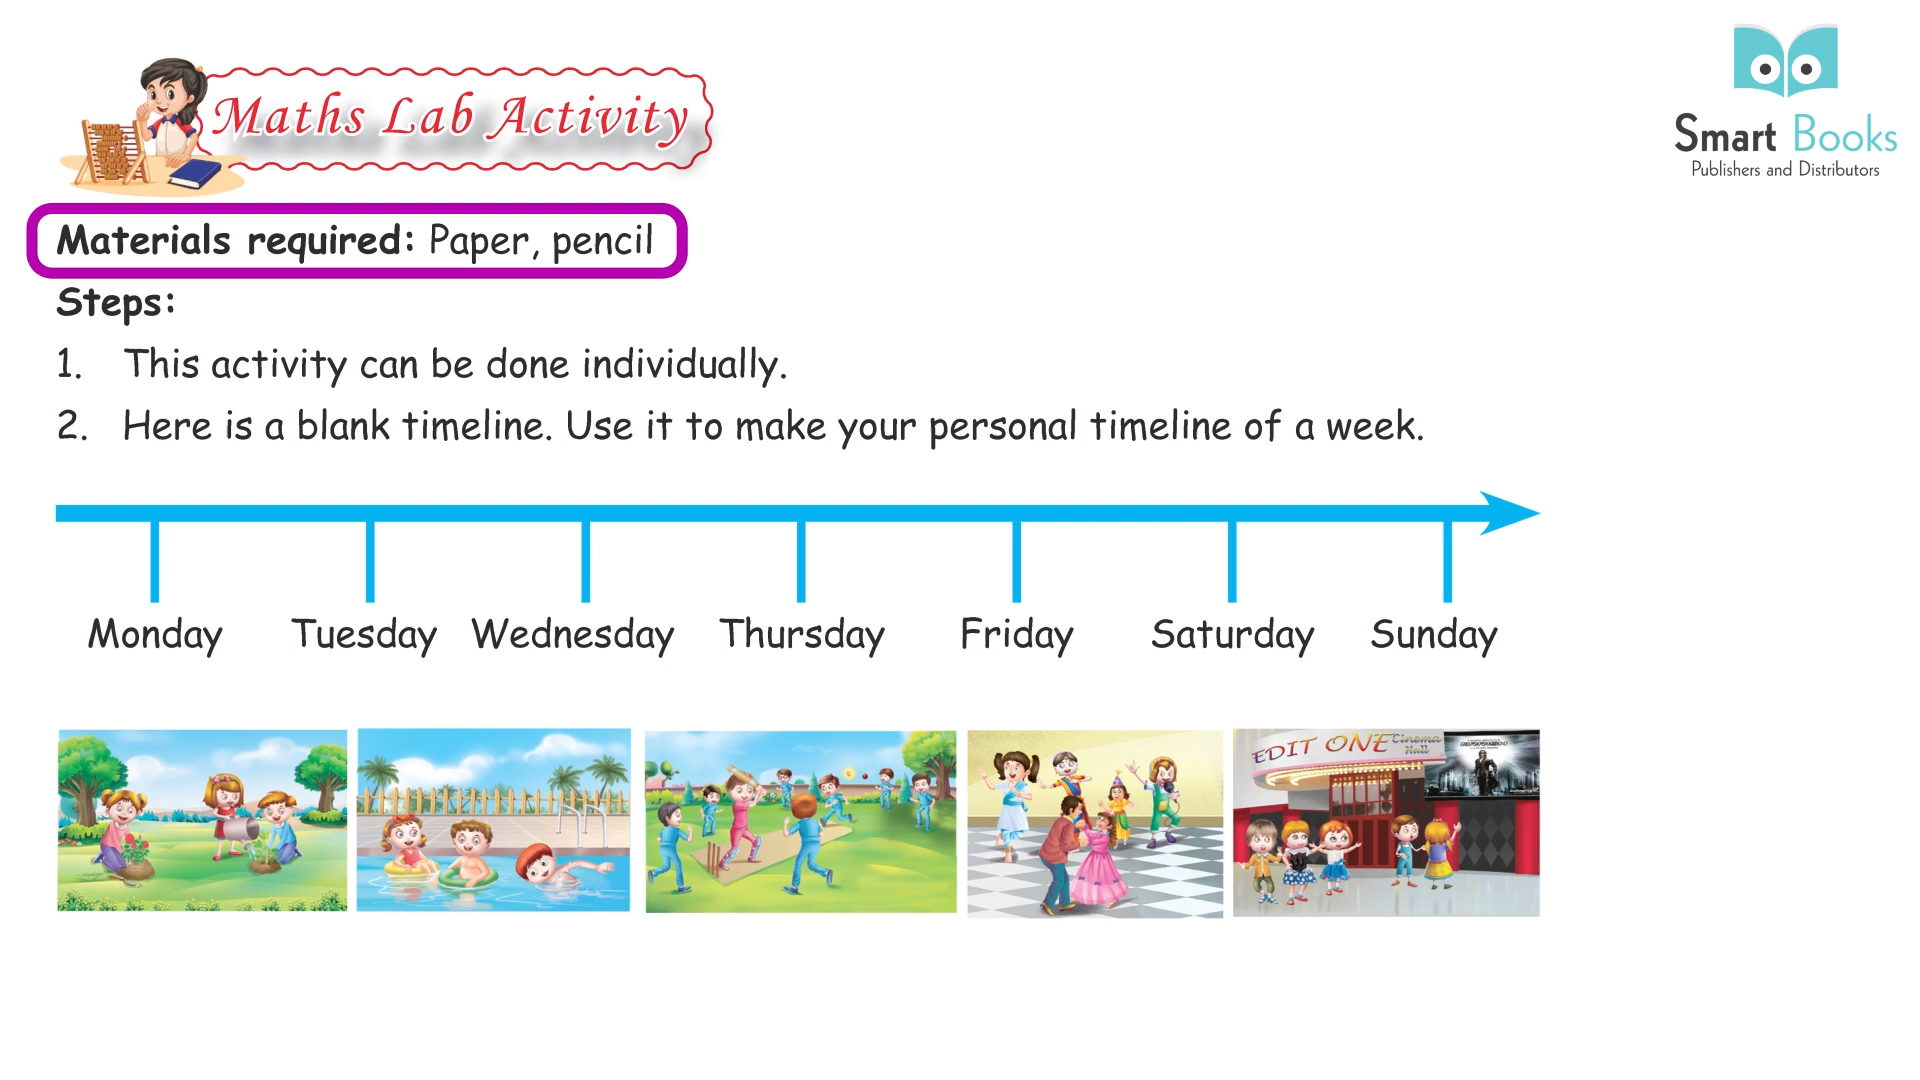 Maths Lab Activity
Smart Books
Publishers and Distributors
Materials required: Paper, pencil
Steps:
1. This activity can be done individually.
2. Here is a blank timeline. Use it to make your personal timeline of a week.
Monday Tuesday Wednesday Thursday Friday Saturday Sunday
EDIT ONE Cinema Hall